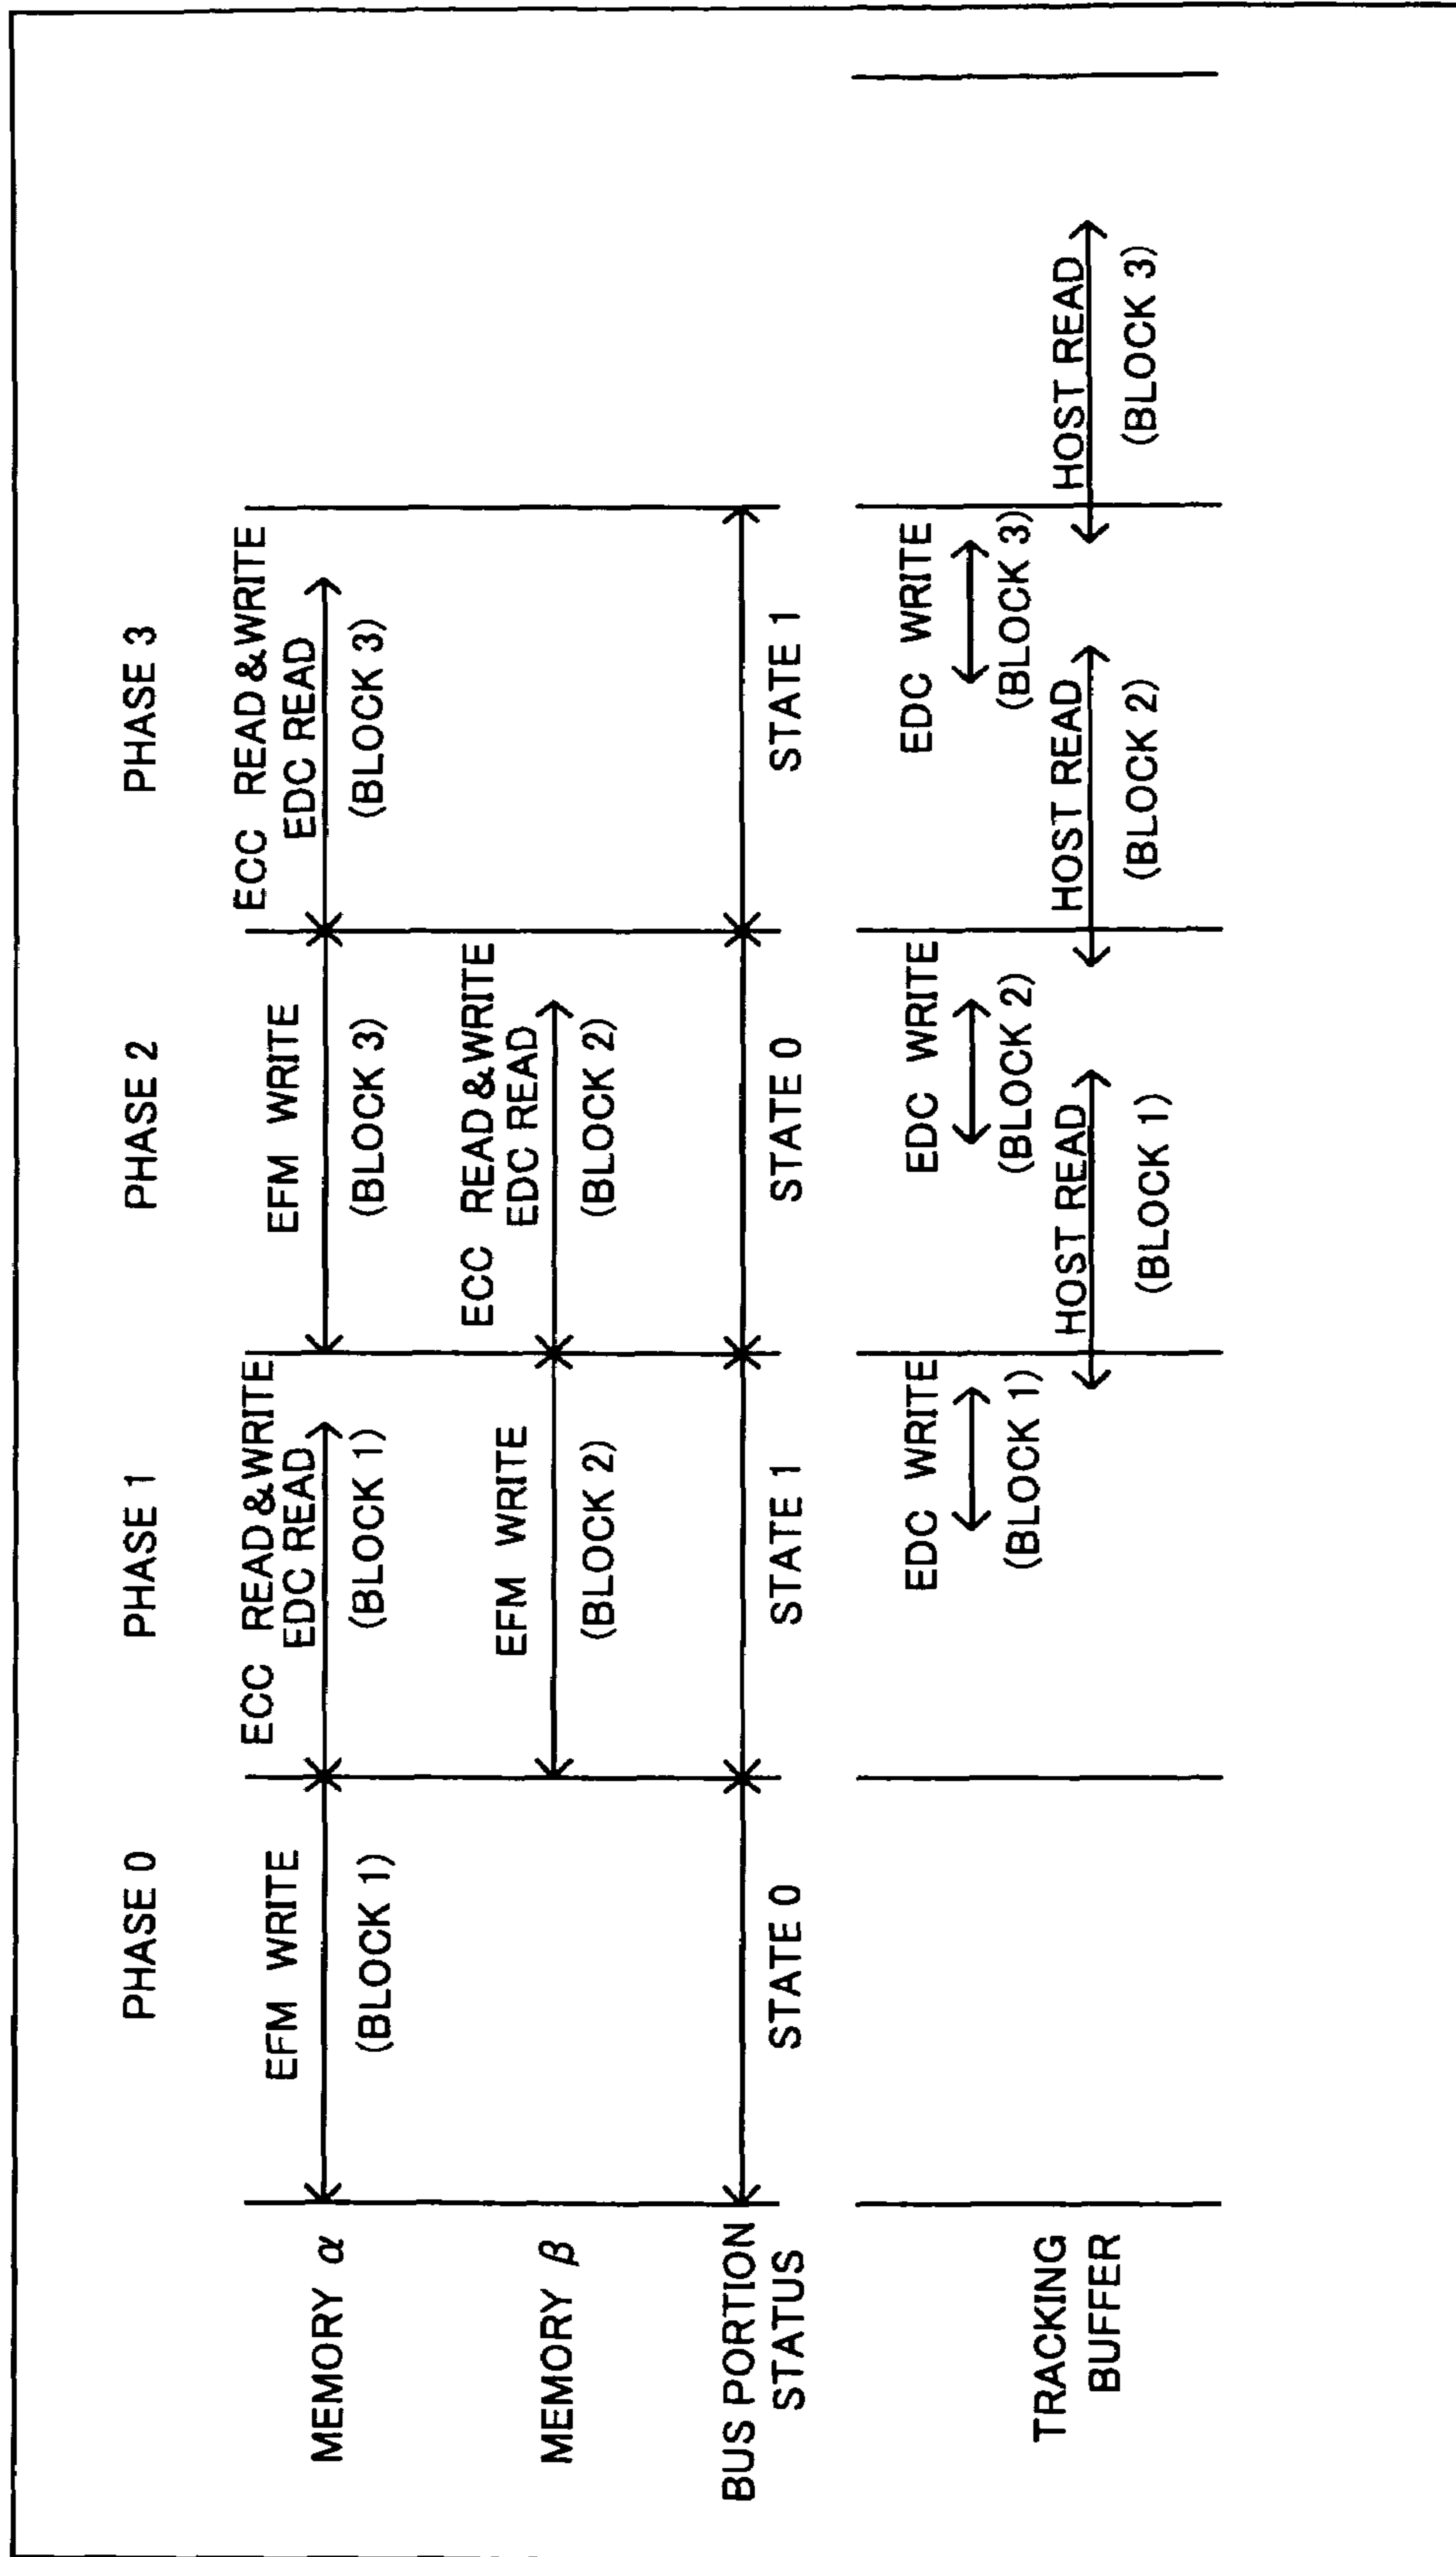 PHASE 0
PHASE 1
PHASE 2
PHASE 3
MEMORY α
EFM WRITE
(BLOCK 1)
ECC READ&WRITE
EDC READ
(BLOCK 1)
EFM WRITE
(BLOCK 3)
ECC READ&WRITE
EDC READ
(BLOCK 3)
MEMORY β
EFM WRITE
(BLOCK 2)
ECC READ&WRITE
EDC READ
(BLOCK 2)
BUS PORTION
STATUS
STATE 0
STATE 1
STATE 0
STATE 1
TRACKING
BUFFER
EDC WRITE
(BLOCK 1)
HOST READ
(BLOCK 1)
EDC WRITE
(BLOCK 2)
HOST READ
(BLOCK 2)
EDC WRITE
(BLOCK 3)
HOST READ
(BLOCK 3)